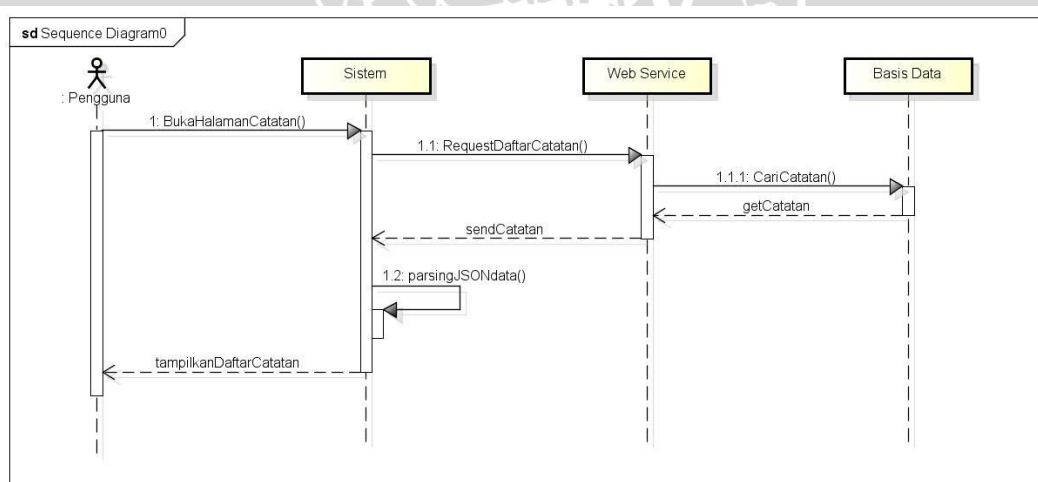 sd Sequence Diagram0
: Pengguna
Sistem
Web Service
Basis Data
1: BukaHalamanCatatan()
1.1: RequestDaftarCatatan()
1.1.1: CariCatatan()
getCatatan
sendCatatan
1.2: parsingJSONdata()
tampilkanDaftarCatatan